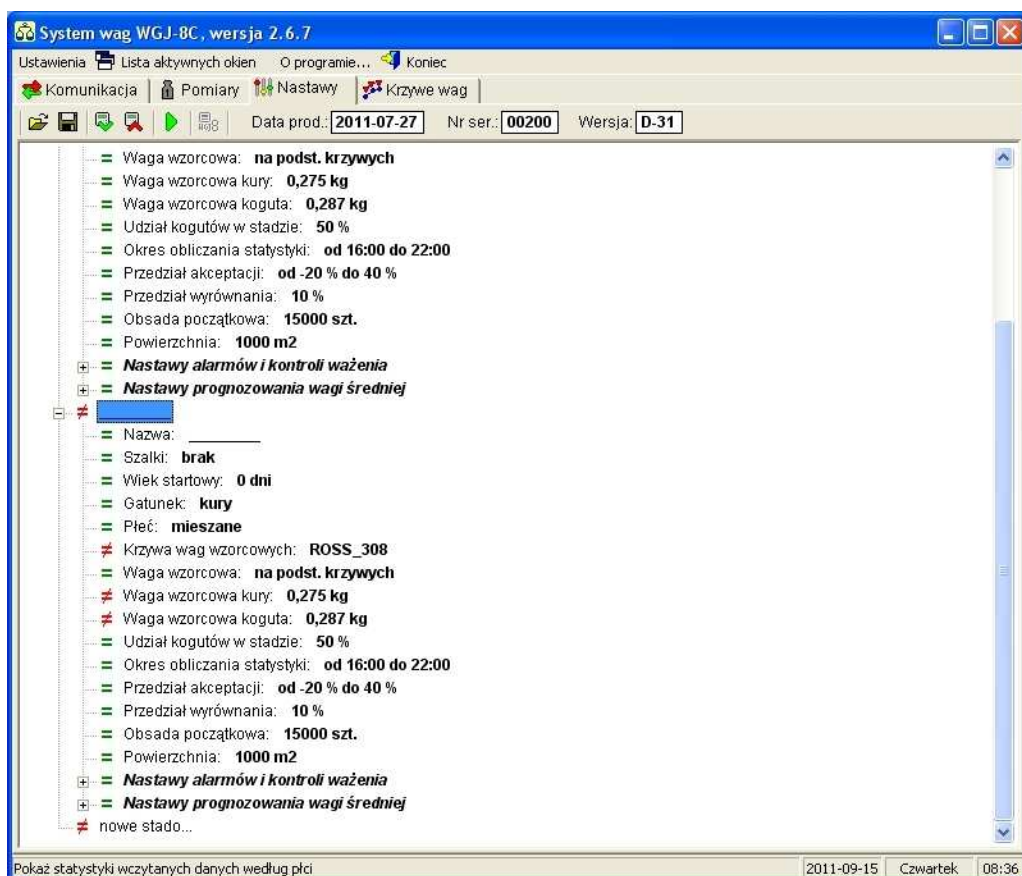 System wag WGJ-8C, wersja 2.6.7
Ustawienia Lista aktywnych okien O programie... Koniec
Komunikacja Pomiary Nastawy Krzywe wag
Data prod.: 2011-07-27 Nr ser.: 00200 Wersja: D-31
= Waga wzorcowa: na podst. krzywych
= Waga wzorcowa kury: 0,275 kg
= Waga wzorcowa koguta: 0,287 kg
= Udział kogutów w stadzie: 50 %
= Okres obliczania statystyki: od 16:00 do 22:00
= Przedział akceptacji: od -20 % do 40 %
= Przedział wyrównania: 10 %
= Obsada początkowa: 15000 szt.
= Powierzchnia: 1000 m2
= Nastawy alarmów i kontroli ważenia
= Nastawy prognozowania wagi średniej
≠ ________
= Nazwa: ________
= Szalki: brak
= Wiek startowy: 0 dni
= Gatunek: kury
= Płeć: mieszane
≠ Krzywa wag wzorcowych: ROSS_308
= Waga wzorcowa: na podst. krzywych
≠ Waga wzorcowa kury: 0,275 kg
≠ Waga wzorcowa koguta: 0,287 kg
= Udział kogutów w stadzie: 50 %
= Okres obliczania statystyki: od 16:00 do 22:00
= Przedział akceptacji: od -20 % do 40 %
= Przedział wyrównania: 10 %
= Obsada początkowa: 15000 szt.
= Powierzchnia: 1000 m2
= Nastawy alarmów i kontroli ważenia
= Nastawy prognozowania wagi średniej
≠ nowe stado...
Pokaż statystyki wczytanych danych według płci 2011-09-15 Czwartek 08:36